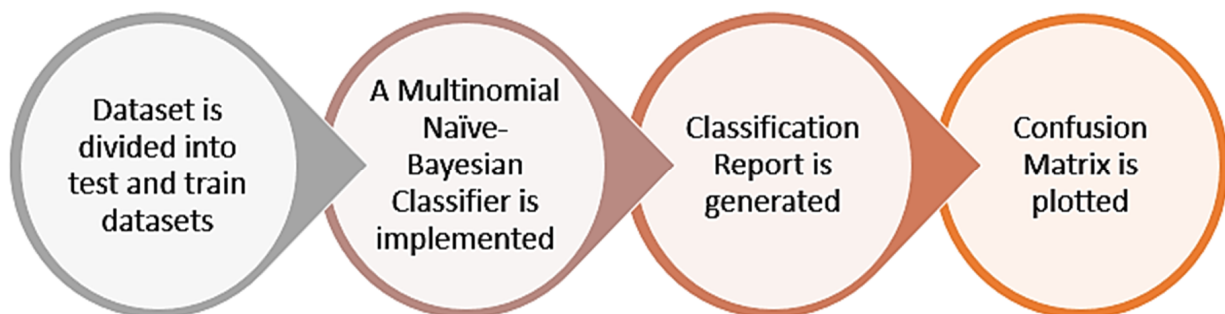 Dataset is
divided into
test and train
datasets
A Multinomial
Naïve-
Bayesian
Classifier is
implemented
Classification
Report is
generated
Confusion
Matrix is
plotted